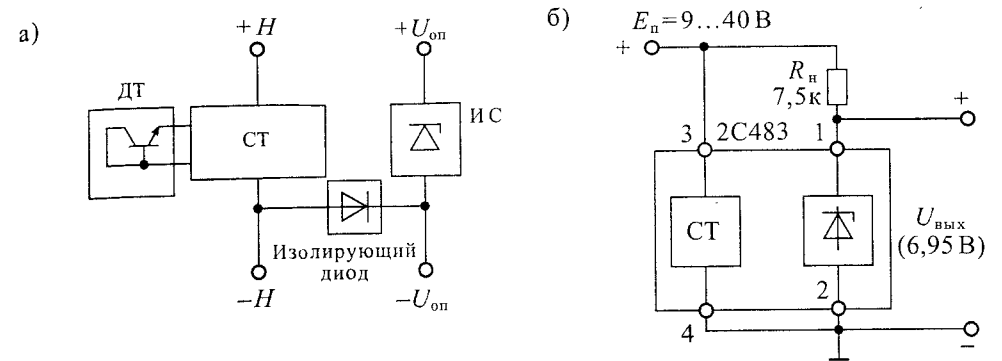 а)
+H
+Uоп
ДТ
СТ
ИС
Изолирующий
диод
–H
–Uоп
б)
Eп=9...40 В
+
Rн
7,5к
+
3
2С483
1
СТ
Uвых
(6,95 В)
2
4
–